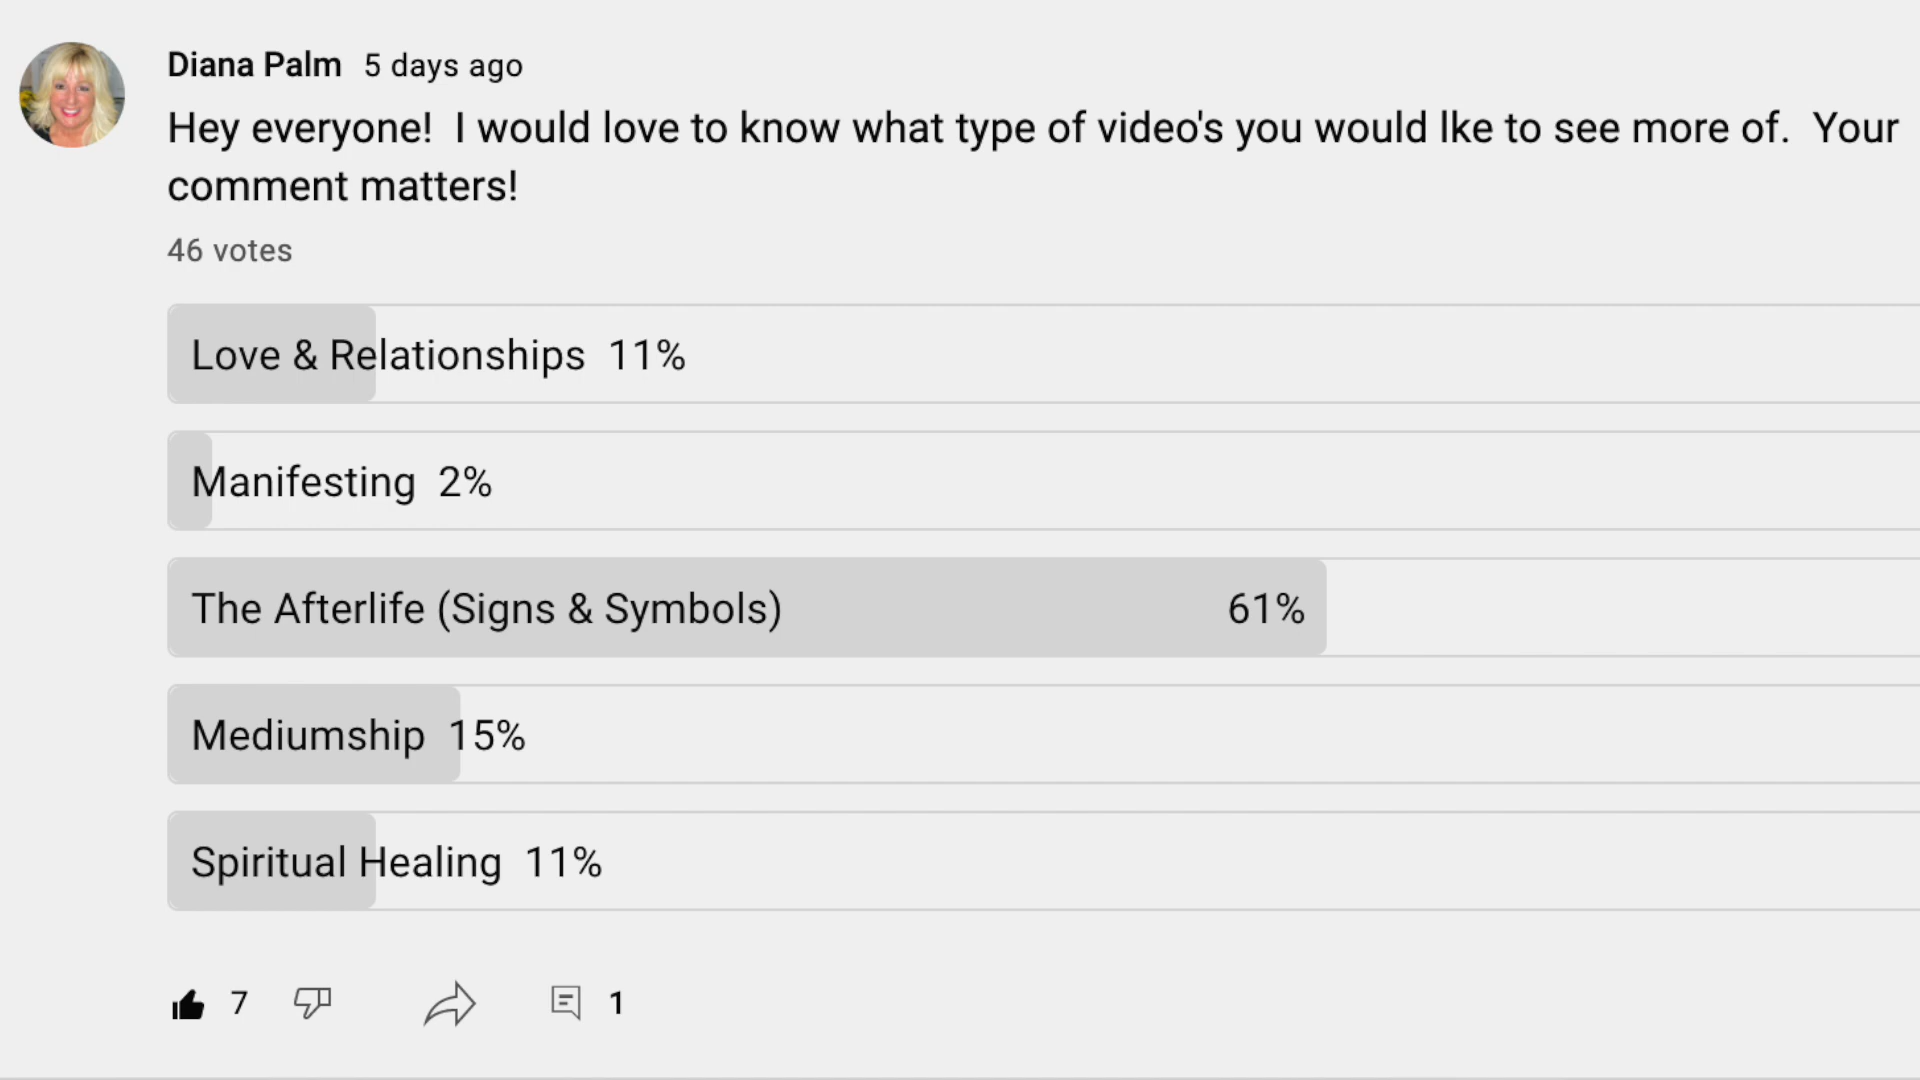 Diana Palm 5 days ago
Hey everyone!  I would love to know what type of video's you would lke to see more of.  Your
comment matters!
46 votes
Love & Relationships 11%
Manifesting 2%
The Afterlife (Signs & Symbols) 61%
Mediumship 15%
Spiritual Healing 11%
7 1